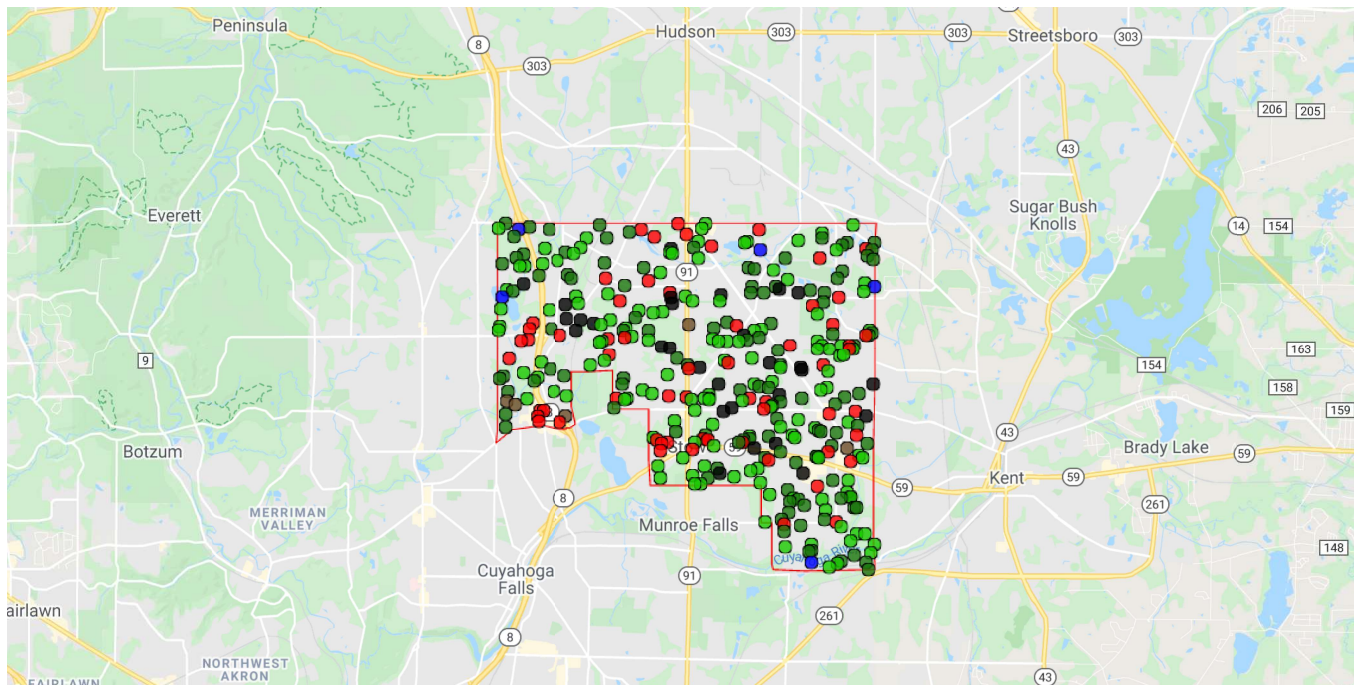 Peninsula
8
Hudson
303
303
Streetsboro
303
303
206
205
43
Everett
Sugar Bush
Knolls
14
154
91
9
163
154
158
159
Botzum
59
43
Brady Lake
59
Kent
59
59
8
261
MERRIMAN
VALLEY
Munroe Falls
148
Cuyahoga
Falls
91
airlawn
261
8
NORTHWEST
AKRON
43
FAIRLAWN